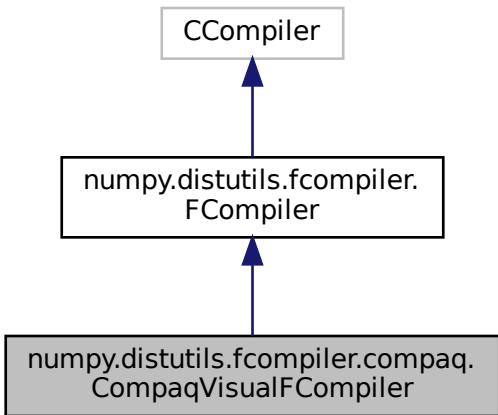 CCompiler
numpy.distutils.fcompiler.
FCompiler
numpy.distutils.fcompiler.compaq.
CompaqVisualFCompiler